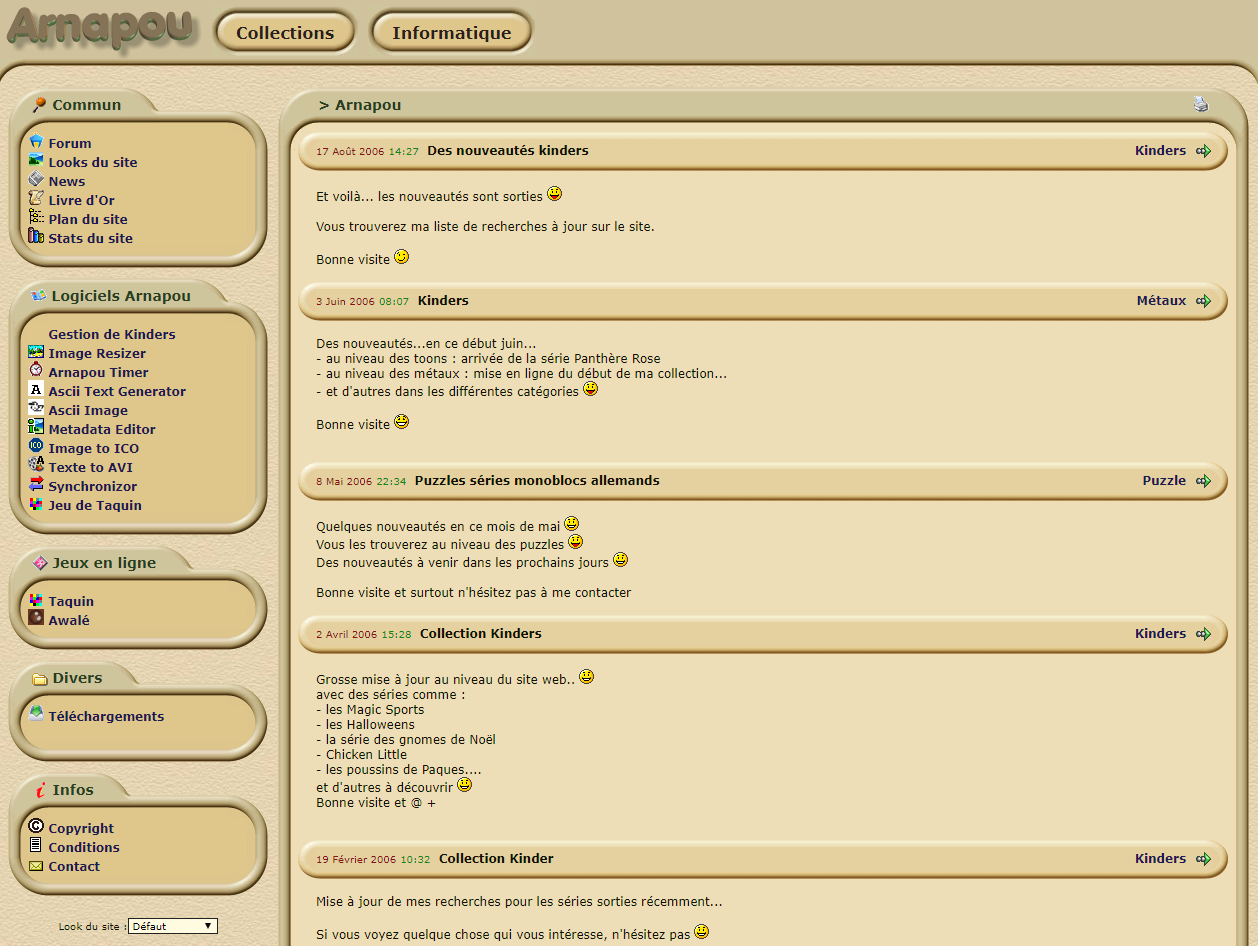 Arnapou
Collections
Informatique
Commun
Forum
Looks du site
News
Livre d'Or
Plan du site
Stats du site
Logiciels Arnapou
Gestion de Kinders
Image Resizer
Arnapou Timer
A Ascii Text Generator
Ascii Image
Metadata Editor
ICO Image to ICO
Texte to AVI
Synchronizor
Jeu de Taquin
Jeux en ligne
Taquin
Awalé
Divers
Téléchargements
Infos
Copyright
Conditions
Contact
Look du site : Défaut
> Arnapou
17 Août 2006 14:27 Des nouveautés kinders Kinders
Et voilà... les nouveautés sont sorties
Vous trouverez ma liste de recherches à jour sur le site.
Bonne visite
3 Juin 2006 08:07 Kinders Métaux
Des nouveautés...en ce début juin...
- au niveau des toons : arrivée de la série Panthère Rose
- au niveau des métaux : mise en ligne du début de ma collection...
- et d'autres dans les différentes catégories
Bonne visite
8 Mai 2006 22:34 Puzzles séries monoblocs allemands Puzzle
Quelques nouveautés en ce mois de mai
Vous les trouverez au niveau des puzzles
Des nouveautés à venir dans les prochains jours
Bonne visite et surtout n'hésitez pas à me contacter
2 Avril 2006 15:28 Collection Kinders Kinders
Grosse mise à jour au niveau du site web..
avec des séries comme :
- les Magic Sports
- les Halloweens
- la série des gnomes de Noël
- Chicken Little
- les poussins de Paques....
et d'autres à découvrir
Bonne visite et @ +
19 Février 2006 10:32 Collection Kinder Kinders
Mise à jour de mes recherches pour les séries sorties récemment...
Si vous voyez quelque chose qui vous intéresse, n'hésitez pas